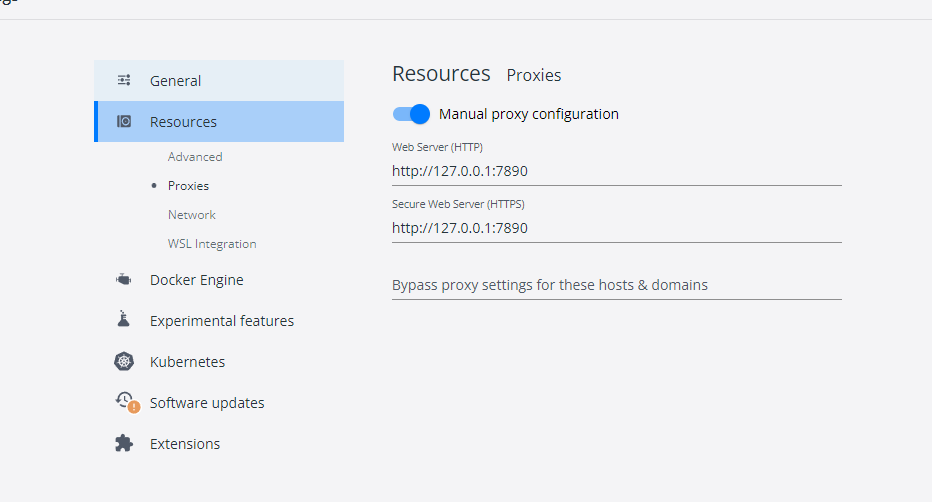 General
Resources
Advanced
Proxies
Network
WSL Integration
Docker Engine
Experimental features
Kubernetes
Software updates
Extensions
Resources Proxies
Manual proxy configuration
Web Server (HTTP)
http://127.0.0.1:7890
Secure Web Server (HTTPS)
http://127.0.0.1:7890
Bypass proxy settings for these hosts & domains